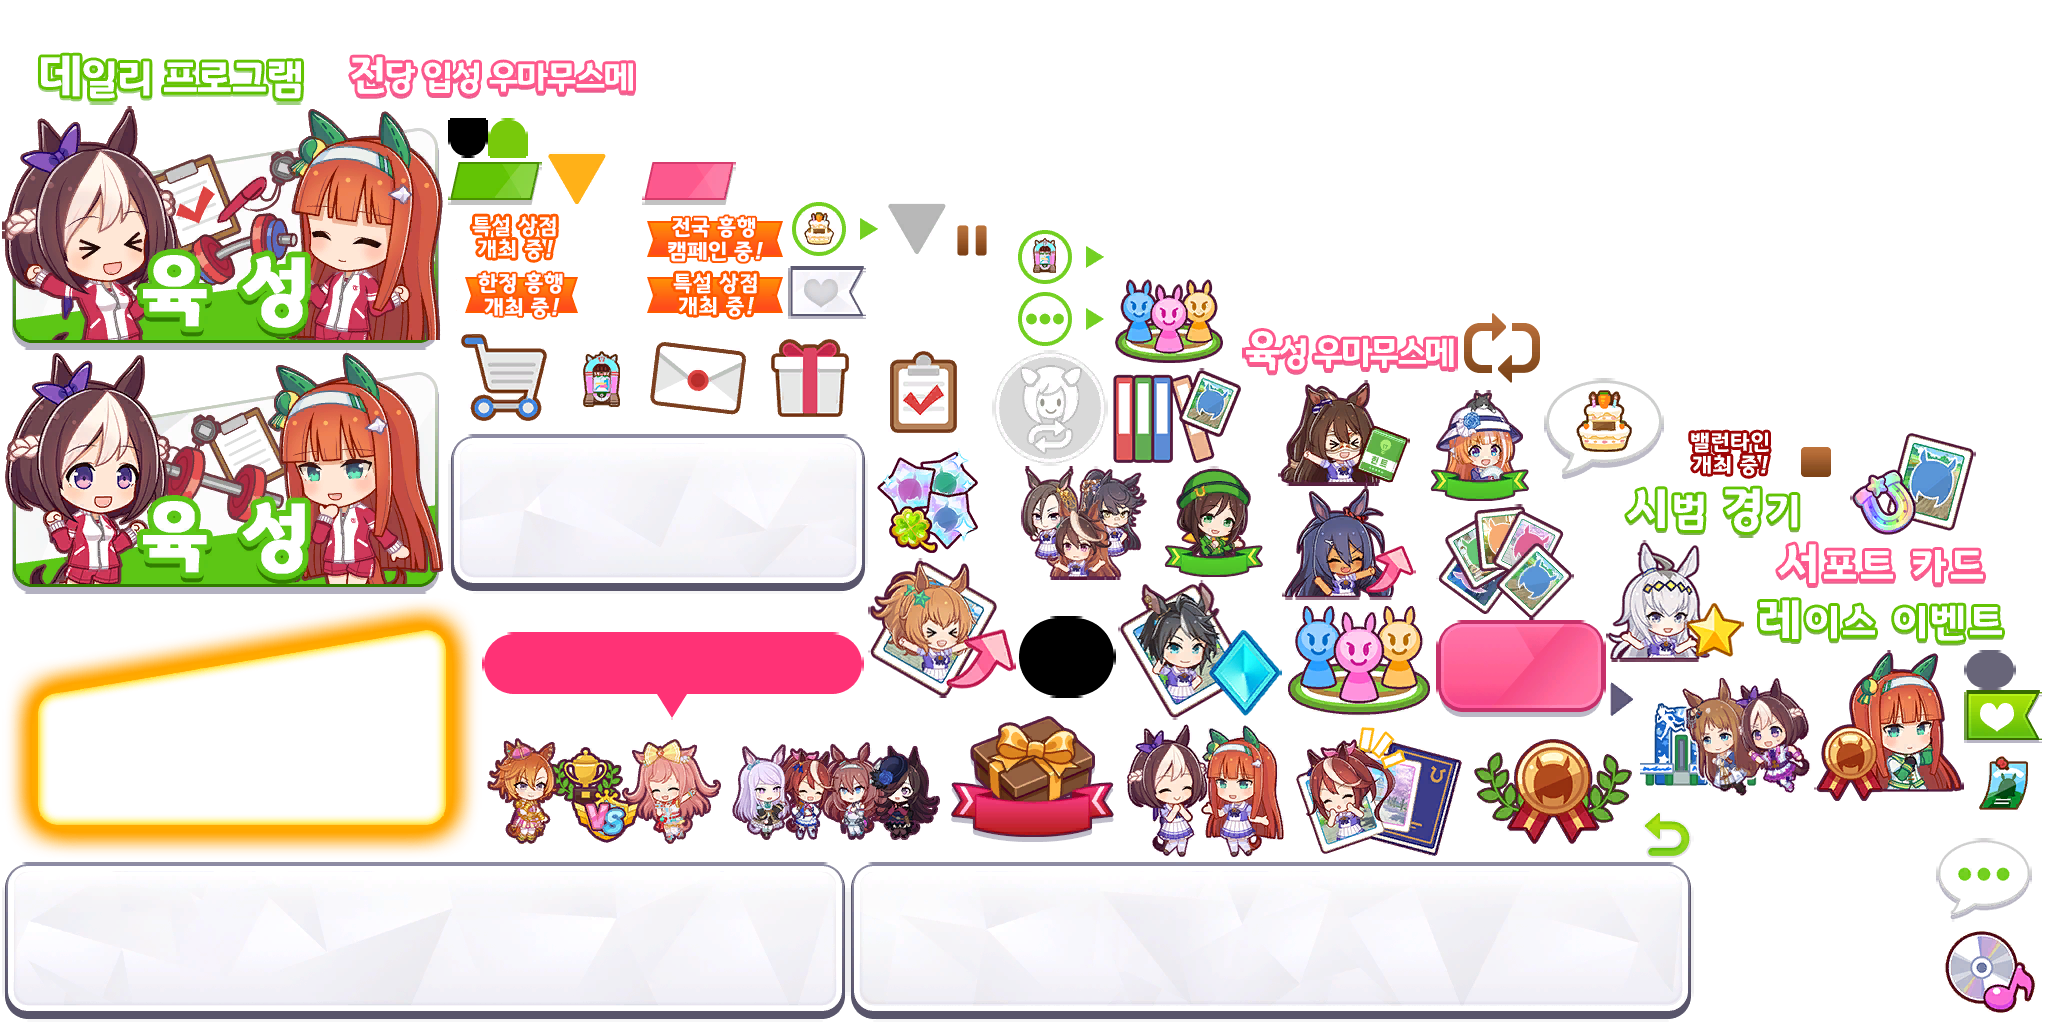 데일리 프로그램
전당 입성 우마무스메
육성
특설 상점
개최 중!
전국 흥행
캠페인 중!
한정 흥행
개최 중!
특설 상점
개최 중!
육성 우마무스메
힌트
육성
밸런타인
개최 중!
시범 경기
서포트 카드
레이스 이벤트
VS